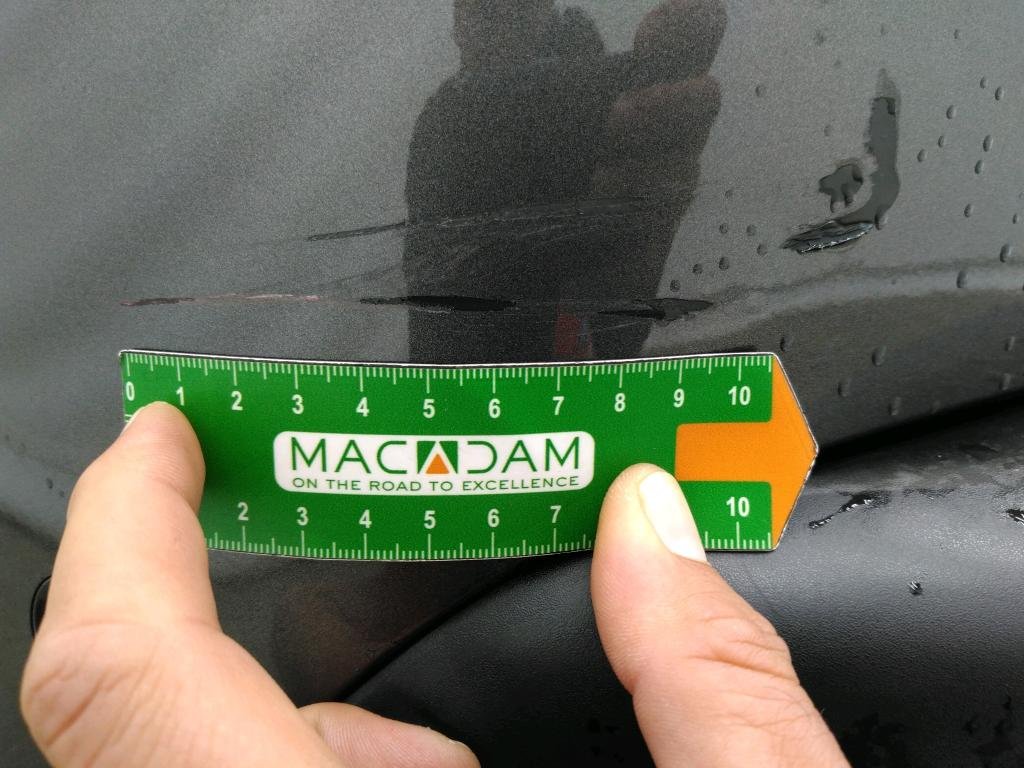 0 1 2 3 4 5 6 7 8 9 10
MACADAM
ON THE ROAD TO EXCELLENCE
2 3 4 5 6 7 10